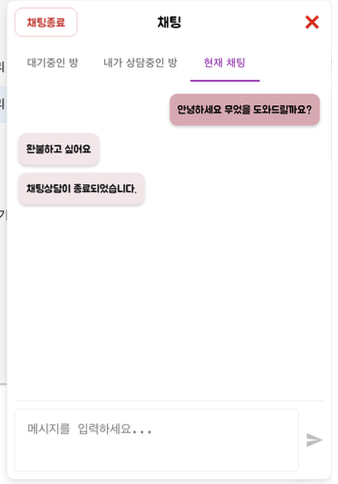 채팅종료
채팅
대기중인 방
내가 상담중인 방
현재 채팅
안녕하세요 무엇을 도와드릴까요?
환불하고 싶어요
채팅상담이 종료되었습니다.
메시지를 입력하세요...